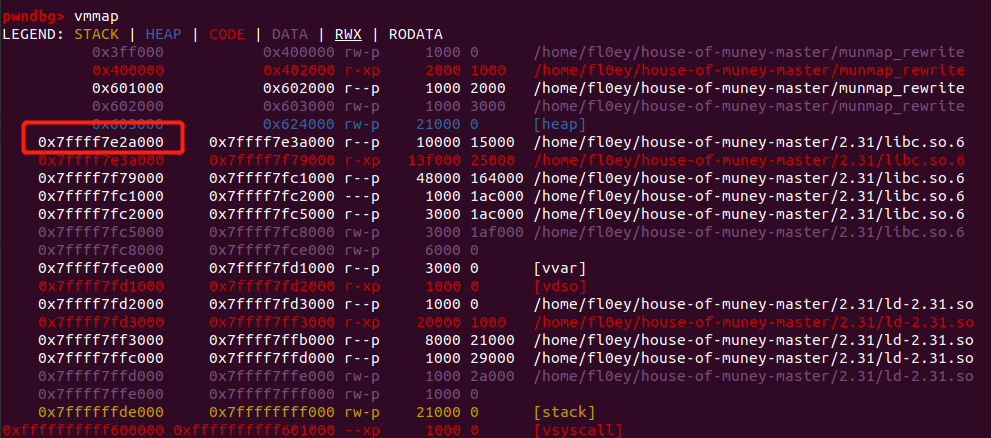 pwndbg> vmmap
LEGEND: STACK | HEAP | CODE | DATA | RWX | RODATA
0x3ff000 0x400000 rw-p 1000 0 /home/fl0ey/house-of-muney-master/munmap_rewrite
0x400000 0x402000 r-xp 2000 1000 /home/fl0ey/house-of-muney-master/munmap_rewrite
0x601000 0x602000 r--p 1000 2000 /home/fl0ey/house-of-muney-master/munmap_rewrite
0x602000 0x603000 rw-p 1000 3000 /home/fl0ey/house-of-muney-master/munmap_rewrite
0x603000 0x624000 rw-p 21000 0 [heap]
0x7ffff7e2a000 0x7ffff7e3a000 r--p 10000 15000 /home/fl0ey/house-of-muney-master/2.31/libc.so.6
0x7ffff7e3a000 0x7ffff7f79000 r-xp 13f000 25000 /home/fl0ey/house-of-muney-master/2.31/libc.so.6
0x7ffff7f79000 0x7ffff7fc1000 r--p 48000 164000 /home/fl0ey/house-of-muney-master/2.31/libc.so.6
0x7ffff7fc1000 0x7ffff7fc2000 ---p 1000 1ac000 /home/fl0ey/house-of-muney-master/2.31/libc.so.6
0x7ffff7fc2000 0x7ffff7fc5000 r--p 3000 1ac000 /home/fl0ey/house-of-muney-master/2.31/libc.so.6
0x7ffff7fc5000 0x7ffff7fc8000 rw-p 3000 1af000 /home/fl0ey/house-of-muney-master/2.31/libc.so.6
0x7ffff7fc8000 0x7ffff7fce000 rw-p 6000 0
0x7ffff7fce000 0x7ffff7fd1000 r--p 3000 0 [vvar]
0x7ffff7fd1000 0x7ffff7fd2000 r-xp 1000 0 [vdso]
0x7ffff7fd2000 0x7ffff7fd3000 r--p 1000 0 /home/fl0ey/house-of-muney-master/2.31/ld-2.31.so
0x7ffff7fd3000 0x7ffff7ff3000 r-xp 20000 1000 /home/fl0ey/house-of-muney-master/2.31/ld-2.31.so
0x7ffff7ff3000 0x7ffff7ffb000 r--p 8000 21000 /home/fl0ey/house-of-muney-master/2.31/ld-2.31.so
0x7ffff7ffc000 0x7ffff7ffd000 r--p 1000 29000 /home/fl0ey/house-of-muney-master/2.31/ld-2.31.so
0x7ffff7ffd000 0x7ffff7ffe000 rw-p 1000 2a000 /home/fl0ey/house-of-muney-master/2.31/ld-2.31.so
0x7ffff7ffe000 0x7ffff7fff000 rw-p 1000 0
0x7ffffffde000 0x7ffffffff000 rw-p 21000 0 [stack]
0xffffffffff600000 0xffffffffff601000 --xp 1000 0 [vsyscall]